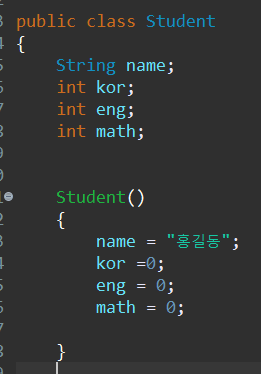 public class Student
{
String name;
int kor;
int eng;
int math;
Student()
{
name = "홍길동";
kor =0;
eng = 0;
math = 0;
}